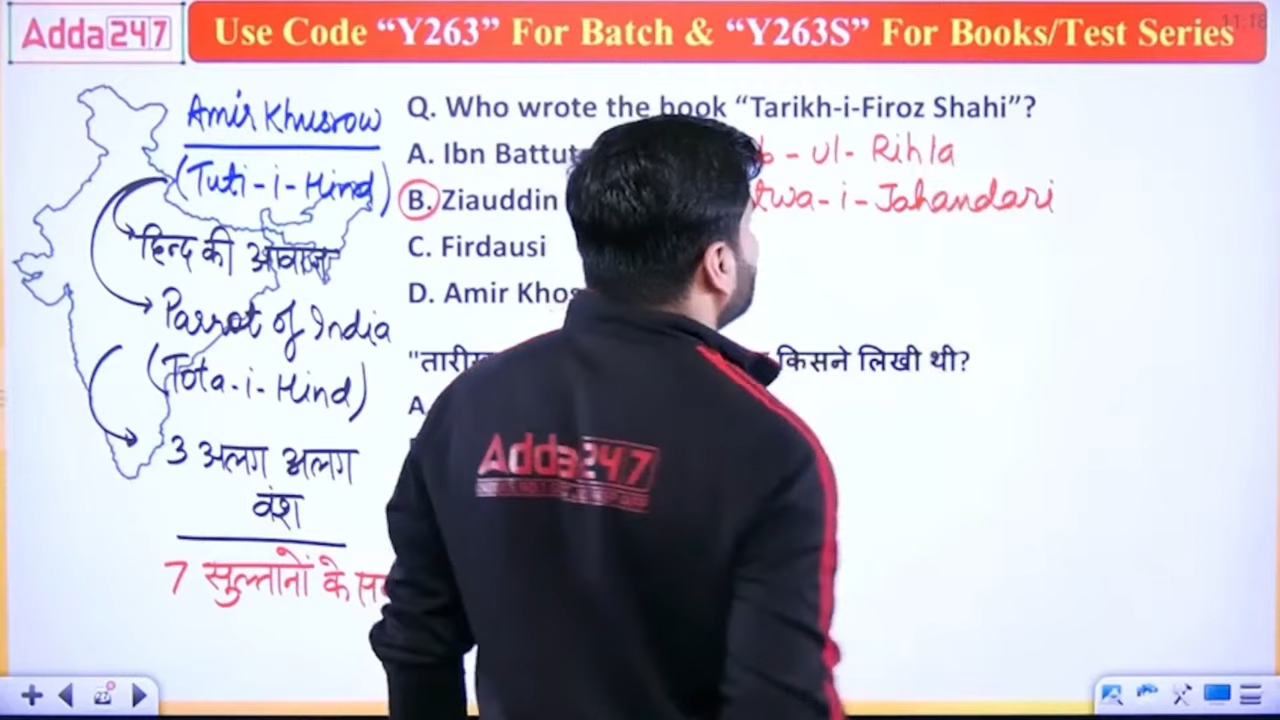 Adda247
Use Code “Y263” For Batch & “Y263S” For Books/Test Series
11:18
Amir Khusrow
(Tuti-i-Hind)
हिन्द की आवाज़
Parrot of India
(Tota-i-Hind)
3 अलग अलग
वंश
7 सुल्तानों के
Q. Who wrote the book “Tarikh-i-Firoz Shahi”?
A. Ibn Battut
b - ul - Rihla
B. Ziauddin
twa-i-Jahandari
C. Firdausi
D. Amir Khos
"तारीख
किसने लिखी थी?
A.
Adda247